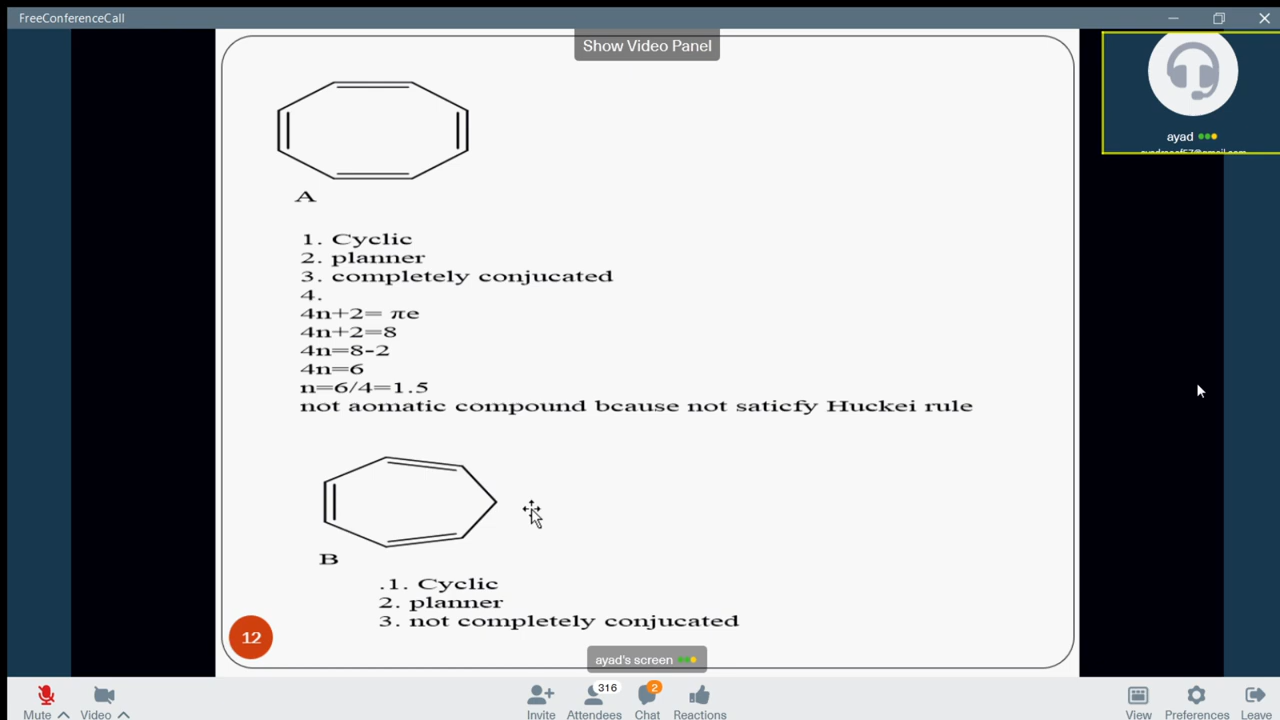 FreeConferenceCall
Show Video Panel
ayad
A
1. Cyclic
2. planner
3. completely conjucated
4.
4n+2= πe
4n+2=8
4n=8-2
4n=6
n=6/4=1.5
not aomatic compound bcause not saticfy Huckei rule
B
.1. Cyclic
2. planner
3. not completely conjucated
12
ayad's screen
316
2
Mute
Video
Invite
Attendees
Chat
Reactions
View
Preferences
Leave